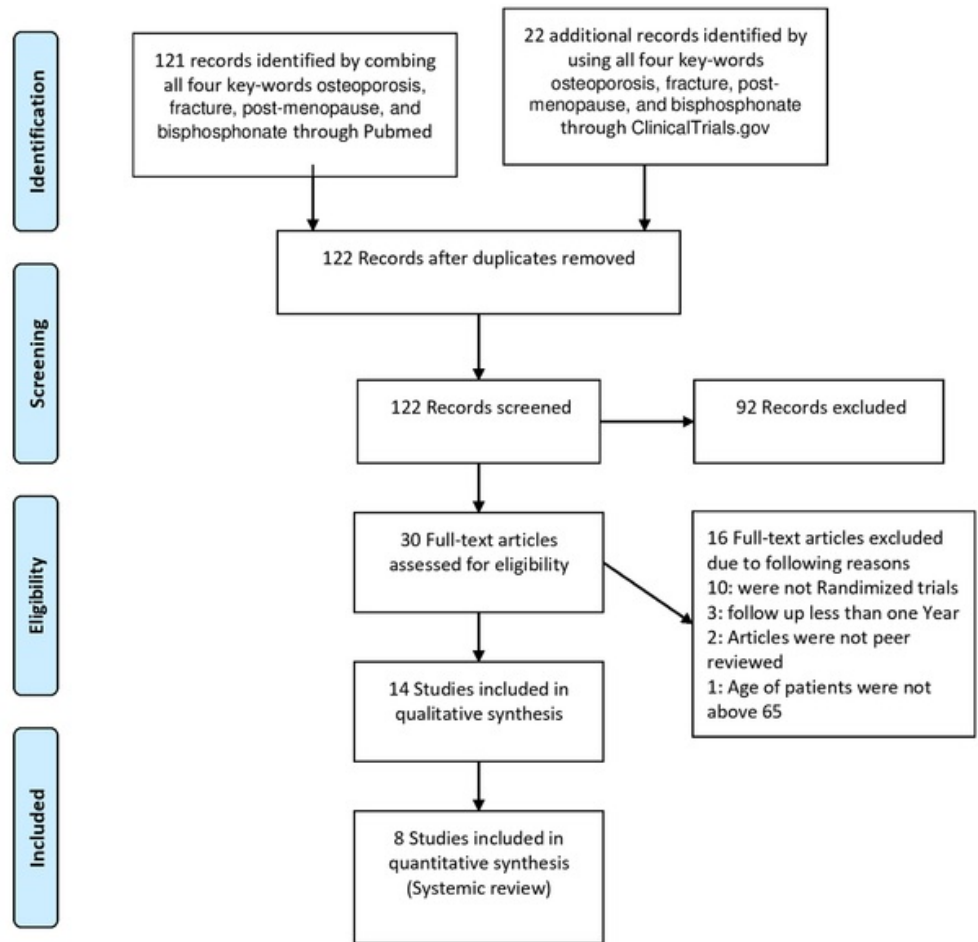 Identification
121 records identified by combing
all four key-words osteoporosis,
fracture, post-menopause, and
bisphosphonate through Pubmed
22 additional records identified by
using all four key-words
osteoporosis, fracture, post-
menopause, and bisphosphonate
through ClinicalTrials.gov
122 Records after duplicates removed
Screening
122 Records screened
92 Records excluded
Eligibility
30 Full-text articles
assessed for eligibility
16 Full-text articles excluded
due to following reasons
10: were not Randimized trials
3: follow up less than one Year
2: Articles were not peer
reviewed
1: Age of patients were not
above 65
14 Studies included in
qualitative synthesis
Included
8 Studies included in
quantitative synthesis
(Systemic review)